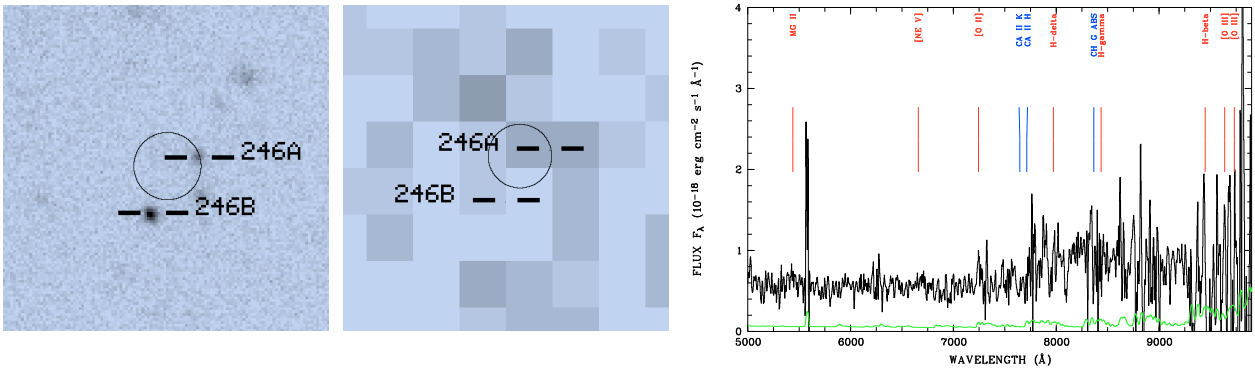 246A
246B
246A
246B
MG II
[NE V]
[O II]
CA II K
CA II H
H-delta
CH G ABS
H-gamma
H-beta
[O III]
[O III]
4
3
2
1
0
FLUX Fλ (10⁻¹⁸ erg cm⁻² s⁻¹ Å⁻¹)
5000 6000 7000 8000 9000
WAVELENGTH (Å)